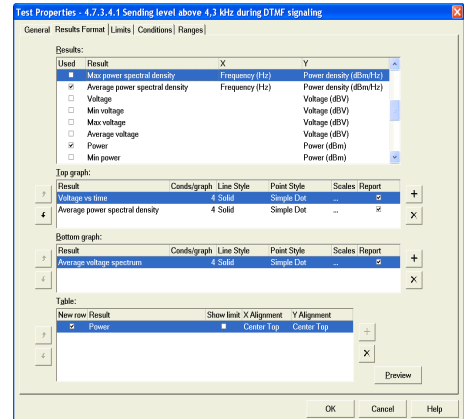 Test Properties - 4.7.3.4.1 Sending level above 4,3 kHz during DTMF signaling
General Results Format Limits Conditions Ranges
Results:
Used Result X Y
Max power spectral density Frequency (Hz) Power density (dBm/Hz)
Average power spectral density Frequency (Hz) Power density (dBm/Hz)
Voltage Voltage (dBV)
Min voltage Voltage (dBV)
Max voltage Voltage (dBV)
Average voltage Voltage (dBV)
Power Power (dBm)
Min power Power (dBm)
Top graph:
Result Conds/graph Line Style Point Style Scales Report
Voltage vs time 4 Solid Simple Dot ...
Average power spectral density 4 Solid Simple Dot ...
Bottom graph:
Result Conds/graph Line Style Point Style Scales Report
Average voltage spectrum 4 Solid Simple Dot ...
Table:
New row Result Show limit X Alignment Y Alignment
Power Center Top Center Top
Preview
OK Cancel Help